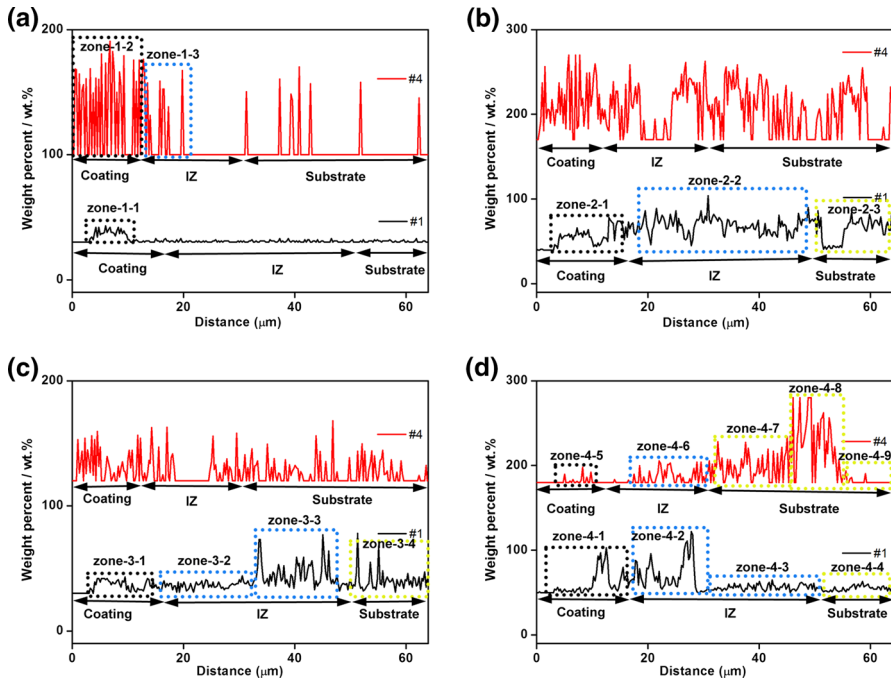 (a)
200
100
0
Weight percent / wt.%
zone-1-2
zone-1-3
#4
Coating
IZ
Substrate
zone-1-1
#1
Coating
IZ
Substrate
0
20
40
60
Distance (μm)
(b)
300
200
100
0
Weight percent / wt.%
#4
Coating
IZ
Substrate
zone-2-1
zone-2-2
#1
zone-2-3
Coating
IZ
Substrate
0
20
40
60
Distance (μm)
(c)
200
100
0
Weight percent / wt.%
#4
Coating
IZ
Substrate
zone-3-1
zone-3-2
zone-3-3
#1
zone-3-4
Coating
IZ
Substrate
0
20
40
60
Distance (μm)
(d)
300
200
100
0
Weight percent / wt.%
zone-4-5
zone-4-6
zone-4-7
zone-4-8
#4
zone-4-9
Coating
IZ
Substrate
zone-4-1
zone-4-2
#1
zone-4-3
zone-4-4
Coating
IZ
Substrate
0
20
40
60
Distance (μm)